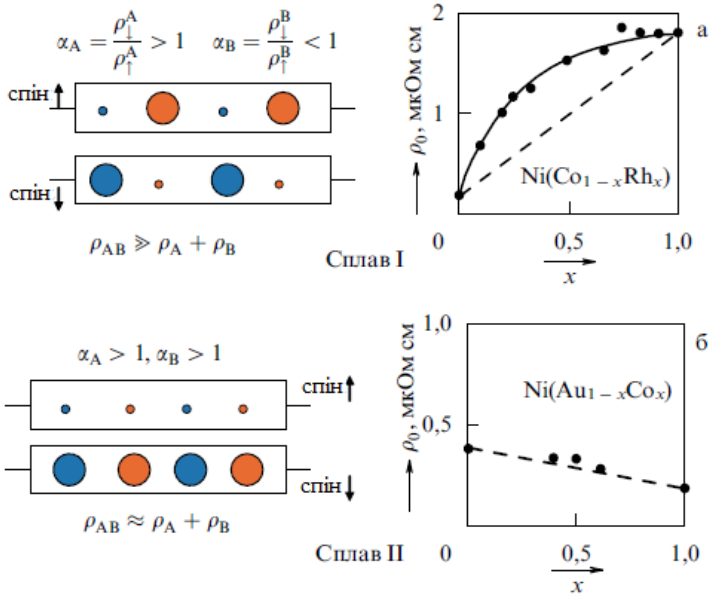 α_A = ρ↓^A / ρ↑^A > 1 α_B = ρ↓^B / ρ↑^B < 1
спін↑
спін↓
ρ_AB ≫ ρ_A + ρ_B
Сплав I
2
1
0
ρ₀, мкОм см
Ni(Co₁ ₋ ₓRhₓ)
0,5
1,0
x
а
α_A > 1, α_B > 1
спін↑
спін↓
ρ_AB ≈ ρ_A + ρ_B
Сплав II
1,0
0,5
0
ρ₀, мкОм см
Ni(Au₁ ₋ ₓCoₓ)
0,5
1,0
x
б